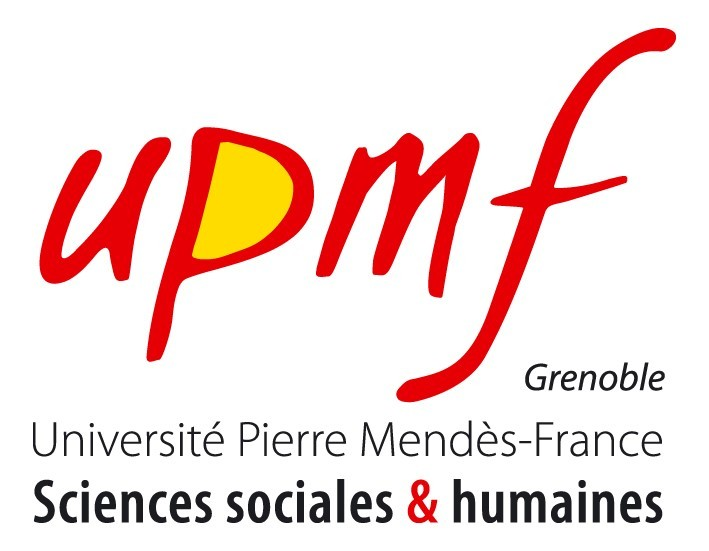 upmf
Grenoble
Université Pierre Mendès-France
Sciences sociales & humaines